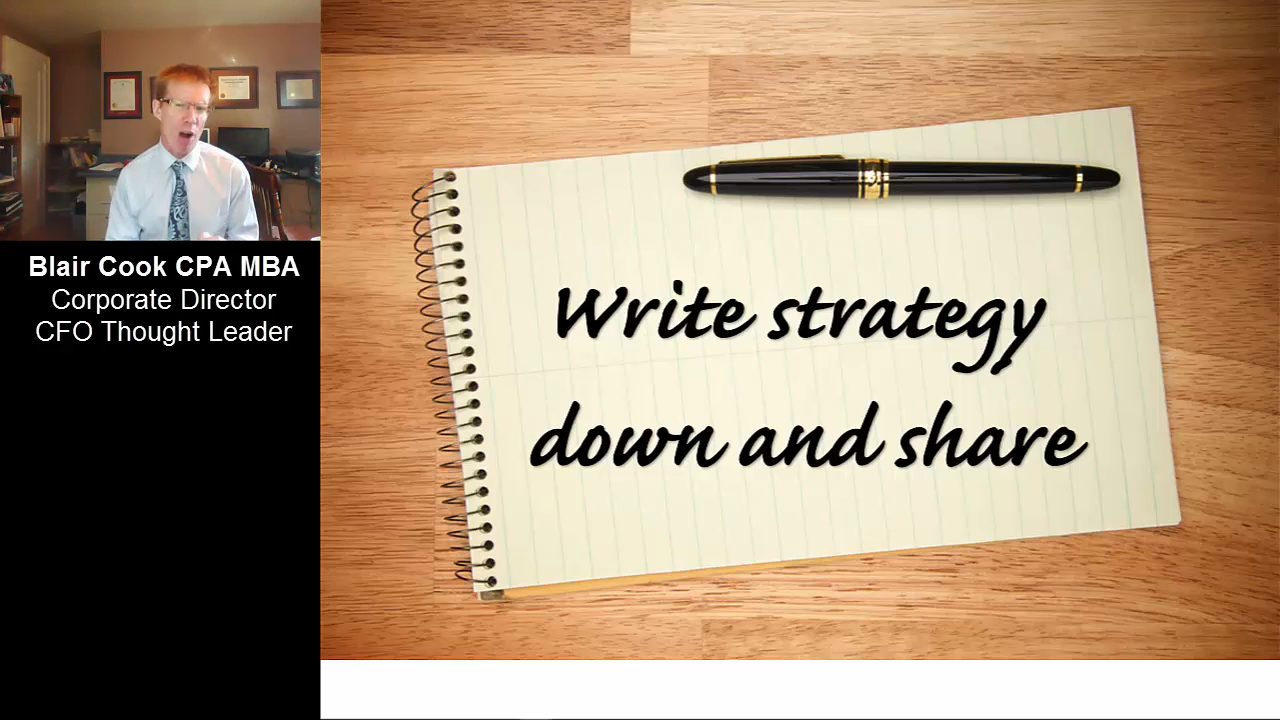 Blair Cook CPA MBA
Corporate Director
CFO Thought Leader
Write strategy
down and share